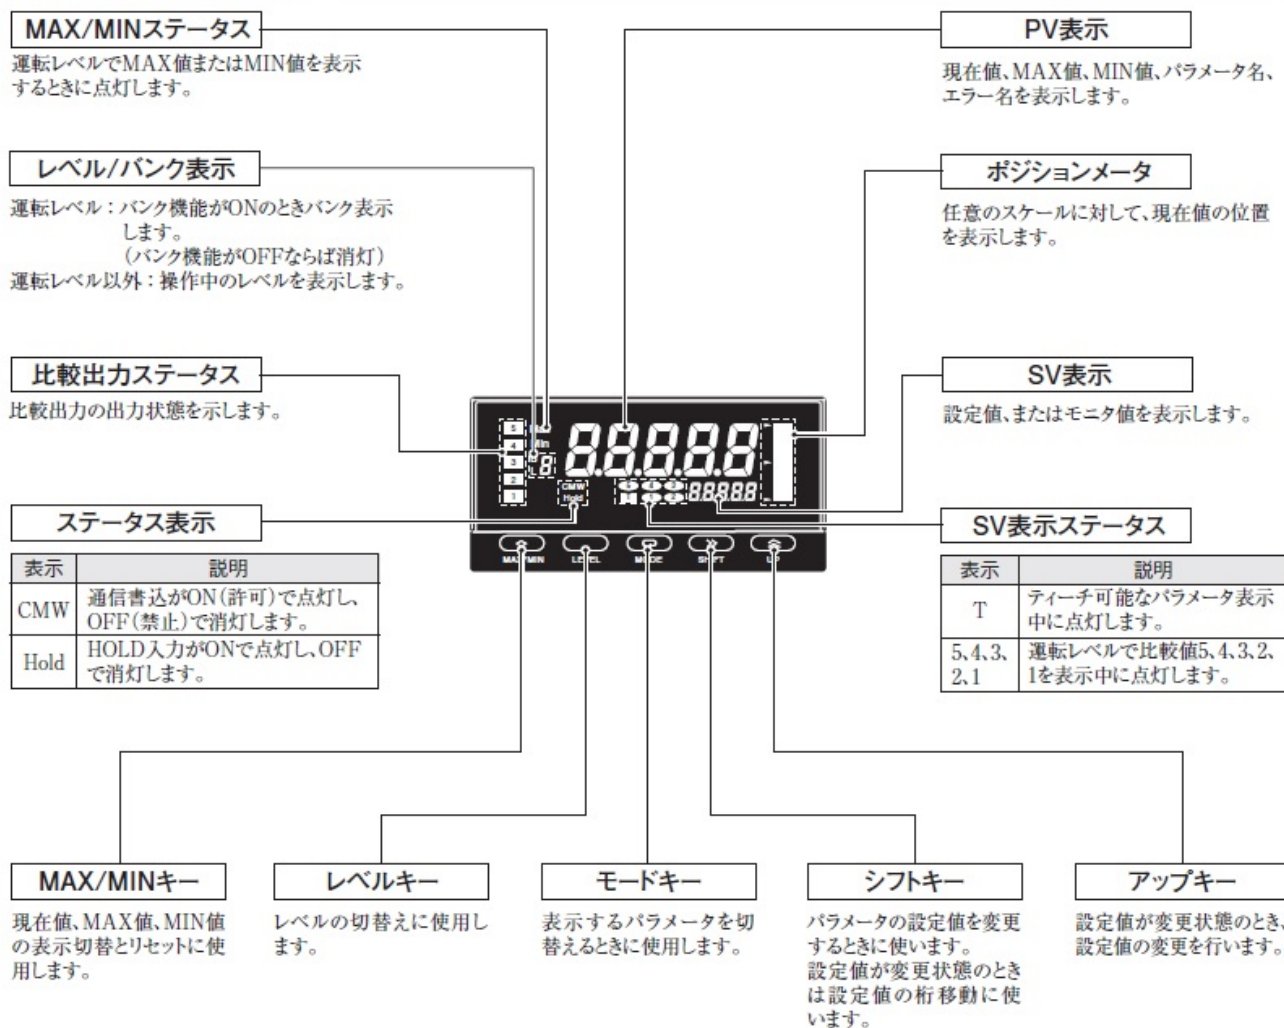 MAX/MINステータス
運転レベルでMAX値またはMIN値を表示
するときに点灯します。
レベル/バンク表示
運転レベル：バンク機能がONのときバンク表示
します。
（バンク機能がOFFならば消灯）
運転レベル以外：操作中のレベルを表示します。
比較出力ステータス
比較出力の出力状態を示します。
ステータス表示
表示 説明
CMW 通信書込がON（許可）で点灯し、
OFF（禁止）で消灯します。
Hold HOLD入力がONで点灯し、OFF
で消灯します。
PV表示
現在値、MAX値、MIN値、パラメータ名、
エラー名を表示します。
ポジションメータ
任意のスケールに対して、現在値の位置
を表示します。
SV表示
設定値、またはモニタ値を表示します。
SV表示ステータス
表示 説明
T ティーチ可能なパラメータ表示
中に点灯します。
5、4、3、
2、1
運転レベルで比較値5、4、3、2、
1を表示中に点灯します。
5
4
3
2
1
Min
8
88888
CMW
Hold
88888
MAX/MIN LEVEL MODE SHIFT UP
MAX/MINキー
現在値、MAX値、MIN値
の表示切替とリセットに使
用します。
レベルキー
レベルの切替えに使用し
ます。
モードキー
表示するパラメータを切
替えるときに使用します。
シフトキー
パラメータの設定値を変更
するときに使います。
設定値が変更状態のとき
は設定値の桁移動に使
います。
アップキー
設定値が変更状態のとき、
設定値の変更を行います。